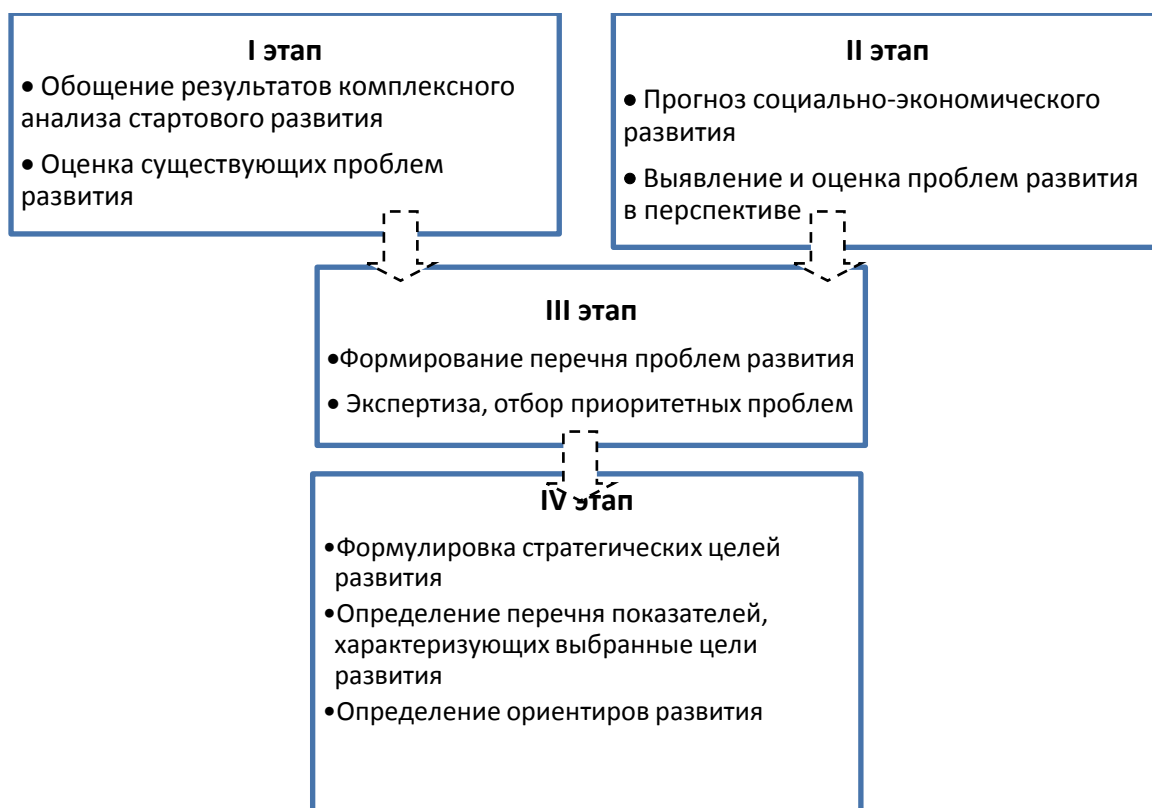 I этап
• Обощение результатов комплексного
анализа стартового развития
• Оценка существующих проблем
развития
II этап
• Прогноз социально-экономического
развития
• Выявление и оценка проблем развития
в перспективе
III этап
•Формирование перечня проблем развития
• Экспертиза, отбор приоритетных проблем
IV этап
•Формулировка стратегических целей
развития
•Определение перечня показателей,
характеризующих выбранные цели
развития
•Определение ориентиров развития